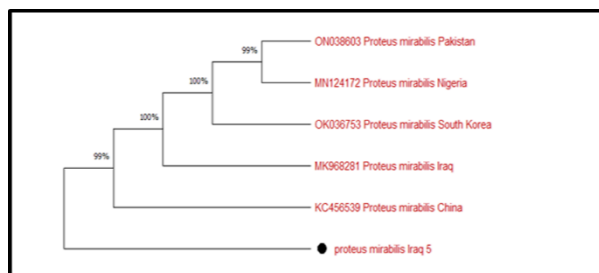 ON038603 Proteus mirabilis Pakistan
99%
MN124172 Proteus mirabilis Nigeria
100%
OK036753 Proteus mirabilis South Korea
100%
MK968281 Proteus mirabilis Iraq
99%
KC456539 Proteus mirabilis China
proteus mirabilis Iraq 5